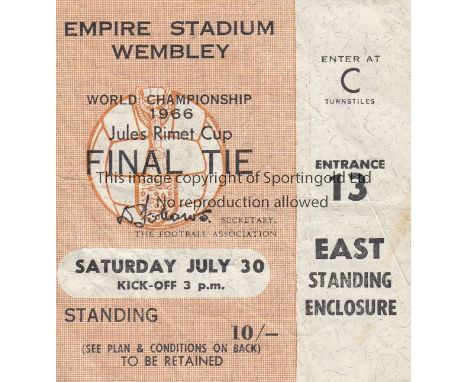 EMPIRE STADIUM
WEMBLEY
WORLD CHAMPIONSHIP
1966
Jules Rimet Cup
FINAL TIE
This image copyright of Sportingold Ltd
No reproduction allowed
SECRETARY.
THE FOOTBALL ASSOCIATION
SATURDAY JULY 30
KICK-OFF 3 p.m.
STANDING
10/–
(SEE PLAN & CONDITIONS ON BACK)
TO BE RETAINED
ENTER AT
C
TURNSTILES
ENTRANCE
13
EAST
STANDING
ENCLOSURE